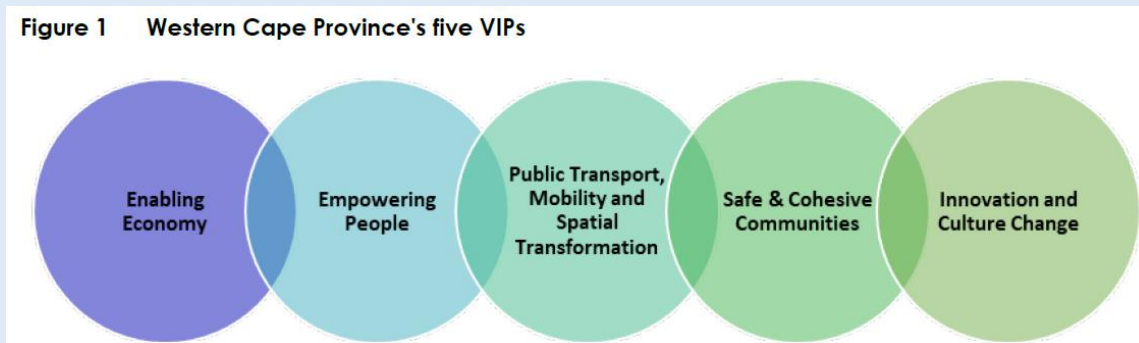 Figure 1 Western Cape Province's five VIPs
Enabling
Economy
Empowering
People
Public Transport,
Mobility and
Spatial
Transformation
Safe & Cohesive
Communities
Innovation and
Culture Change